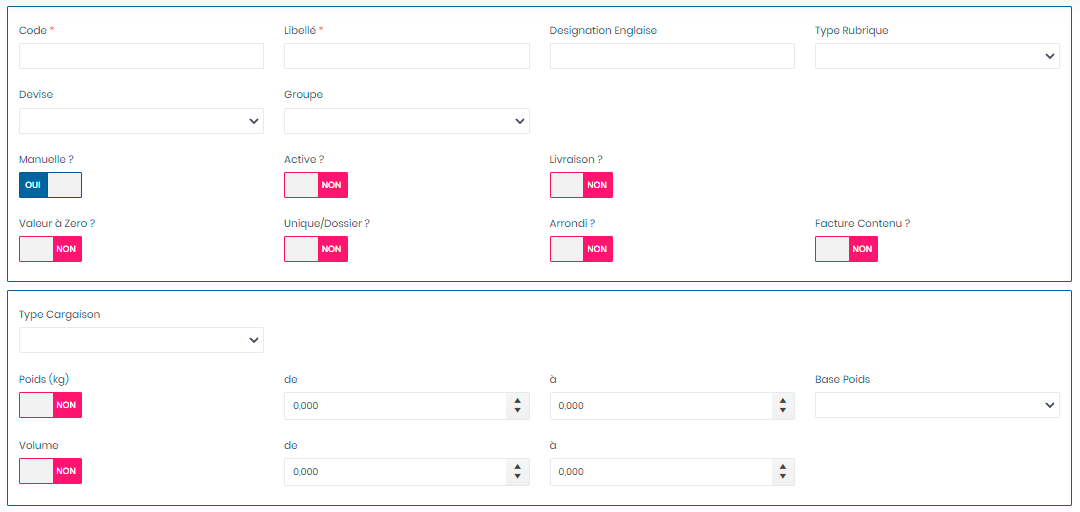 Code * Libellé * Designation Englaise Type Rubrique
Devise Groupe
Manuelle ? Active ? Livraison ?
OUI NON NON
Valeur à Zero ? Unique/Dossier ? Arrondi ? Facture Contenu ?
NON NON NON NON
Type Cargaison
Poids (kg) de à Base Poids
NON 0,000 0,000
Volume de à
NON 0,000 0,000